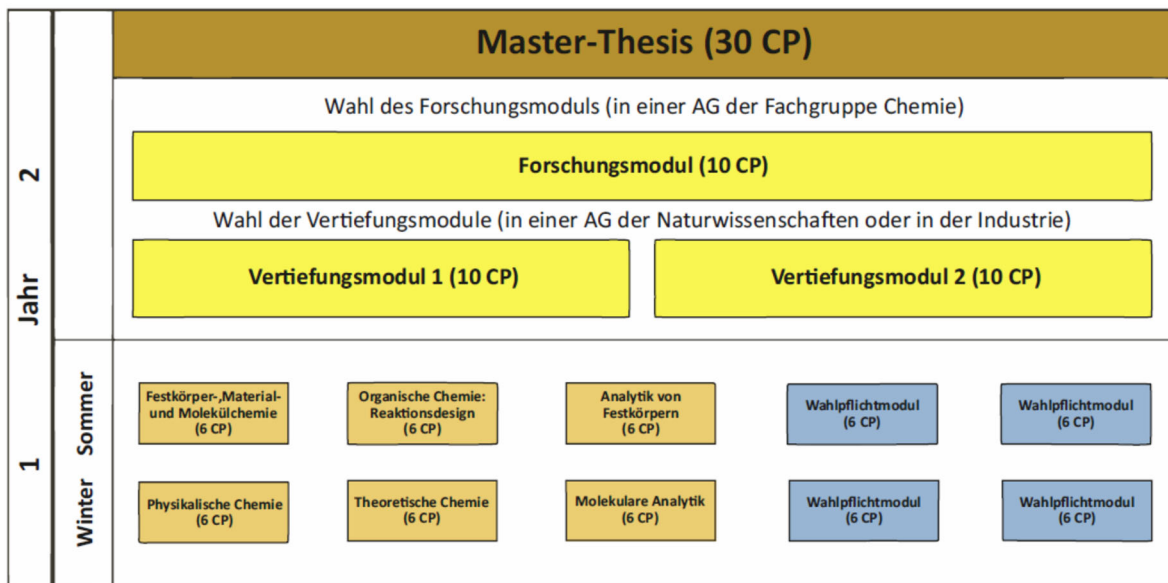 Master-Thesis (30 CP)
Wahl des Forschungsmoduls (in einer AG der Fachgruppe Chemie)
Forschungsmodul (10 CP)
Wahl der Vertiefungsmodule (in einer AG der Naturwissenschaften oder in der Industrie)
Vertiefungsmodul 1 (10 CP)
Vertiefungsmodul 2 (10 CP)
Jahr
2
1
Sommer
Festkörper-,Material-
und Molekülchemie
(6 CP)
Organische Chemie:
Reaktionsdesign
(6 CP)
Analytik von
Festkörpern
(6 CP)
Wahlpflichtmodul
(6 CP)
Wahlpflichtmodul
(6 CP)
Winter
Physikalische Chemie
(6 CP)
Theoretische Chemie
(6 CP)
Molekulare Analytik
(6 CP)
Wahlpflichtmodul
(6 CP)
Wahlpflichtmodul
(6 CP)